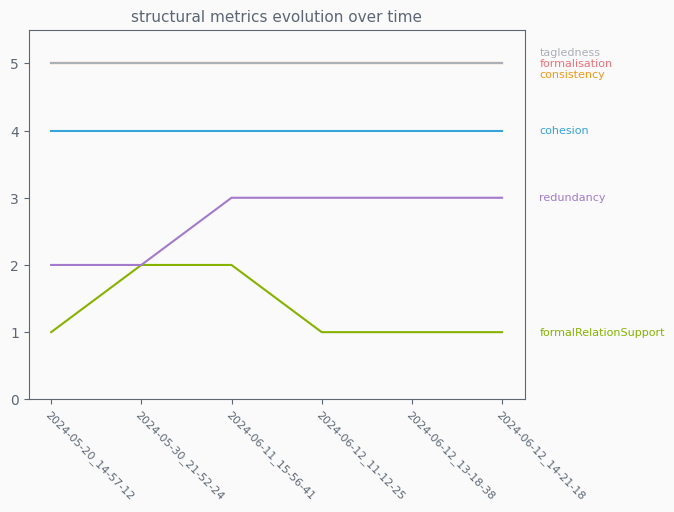 structural metrics evolution over time
5
4
3
2
1
0
tagledness
formalisation
consistency
cohesion
redundancy
formalRelationSupport
2024-05-20_14-57-12
2024-05-30_21-52-24
2024-06-11_15-56-41
2024-06-12_11-12-25
2024-06-12_13-18-38
2024-06-12_14-21-18